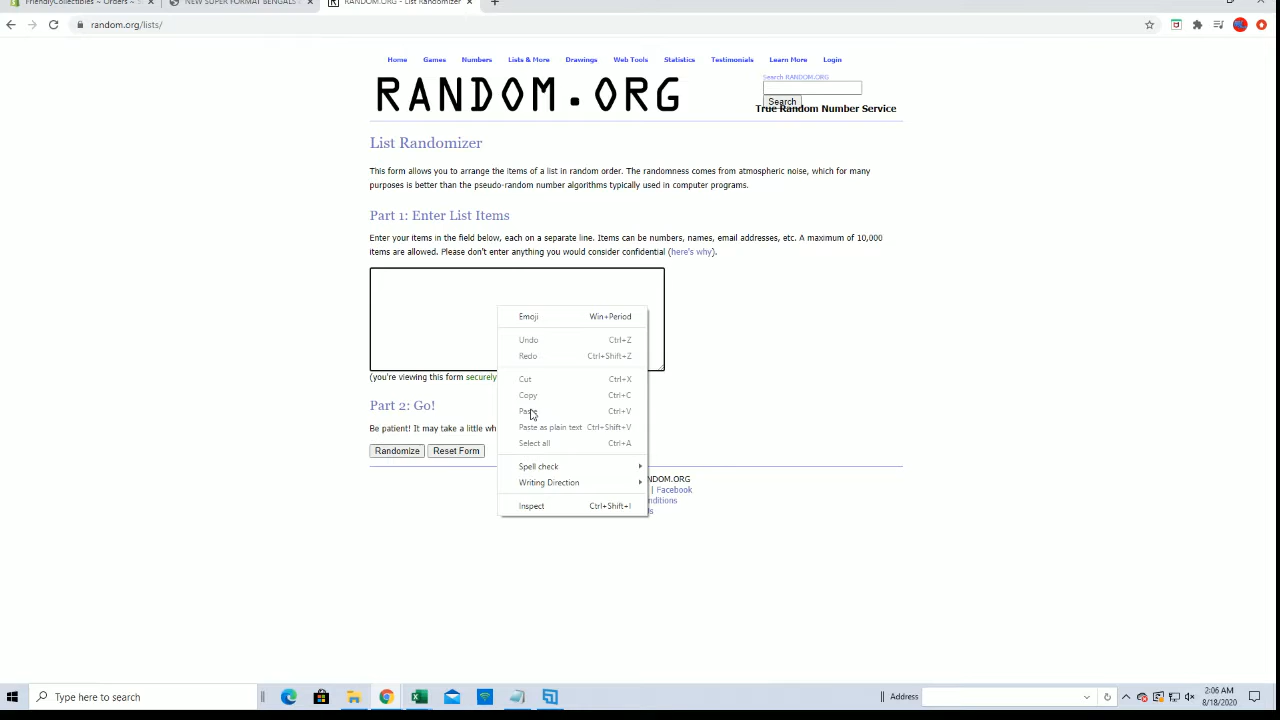 FriendlyCollectibles ~ Orders ~ S
NEW SUPER FORMAT BENGALS
RANDOM.ORG - List Randomizer
random.org/lists/
Home Games Numbers Lists & More Drawings Web Tools Statistics Testimonials Learn More Login
RANDOM.ORG
Search RANDOM.ORG
Search
True Random Number Service
List Randomizer
This form allows you to arrange the items of a list in random order. The randomness comes from atmospheric noise, which for many
purposes is better than the pseudo-random number algorithms typically used in computer programs.
Part 1: Enter List Items
Enter your items in the field below, each on a separate line. Items can be numbers, names, email addresses, etc. A maximum of 10,000
items are allowed. Please don't enter anything you would consider confidential (here's why).
Emoji Win+Period
Undo Ctrl+Z
Redo Ctrl+Shift+Z
Cut Ctrl+X
Copy Ctrl+C
Paste Ctrl+V
Paste as plain text Ctrl+Shift+V
Select all Ctrl+A
Spell check
Writing Direction
Inspect Ctrl+Shift+I
(you're viewing this form securely
Part 2: Go!
Be patient! It may take a little wh
Randomize Reset Form
NDOM.ORG
| Facebook
nditions
s
Type here to search
Address
2:06 AM
8/18/2020